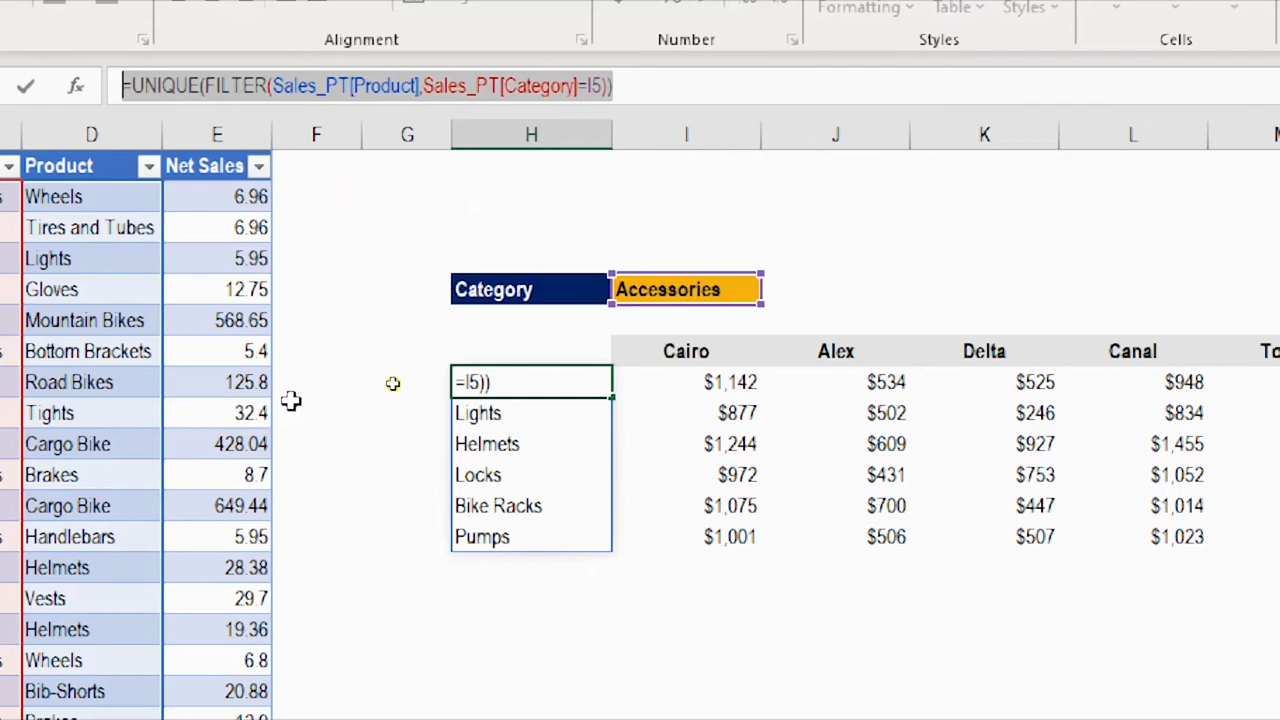 Formatting Table Styles
Alignment Number Styles Cells
fx =UNIQUE(FILTER(Sales_PT[Product],Sales_PT[Category]=I5))
D E F G H I J K L
Product Net Sales
s Wheels 6.96
Tires and Tubes 6.96
Lights 5.95
Gloves 12.75 Category Accessories
Mountain Bikes 568.65
s Bottom Brackets 5.4 Cairo Alex Delta Canal
Road Bikes 125.8 =I5)) $1,142 $534 $525 $948
Tights 32.4 Lights $877 $502 $246 $834
Cargo Bike 428.04 Helmets $1,244 $609 $927 $1,455
s Brakes 8.7 Locks $972 $431 $753 $1,052
Cargo Bike 649.44 Bike Racks $1,075 $700 $447 $1,014
s Handlebars 5.95 Pumps $1,001 $506 $507 $1,023
Helmets 28.38
Vests 29.7
Helmets 19.36
s Wheels 6.8
Bib-Shorts 20.88